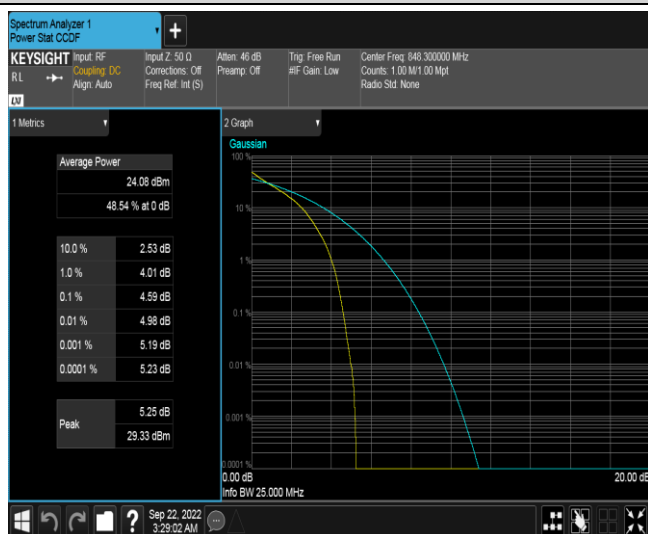 Spectrum Analyzer 1
Power Stat CCDF
+
KEYSIGHT
RL
LXI
Input: RF
Coupling: DC
Align: Auto
Input Z: 50 Ω
Corrections: Off
Freq Ref: Int (S)
Atten: 46 dB
Preamp: Off
Trig: Free Run
#IF Gain: Low
Center Freq: 848.300000 MHz
Counts: 1.00 M/1.00 Mpt
Radio Std: None
1 Metrics
Average Power
24.08 dBm
48.54 % at 0 dB
10.0 % 2.53 dB
1.0 % 4.01 dB
0.1 % 4.59 dB
0.01 % 4.98 dB
0.001 % 5.19 dB
0.0001 % 5.23 dB
Peak
5.25 dB
29.33 dBm
2 Graph
Gaussian
100 %
10 %
1 %
0.1 %
0.01 %
0.001 %
0.0001 %
0.00 dB
20.00 dB
Info BW 25.000 MHz
?
Sep 22, 2022
3:29:02 AM